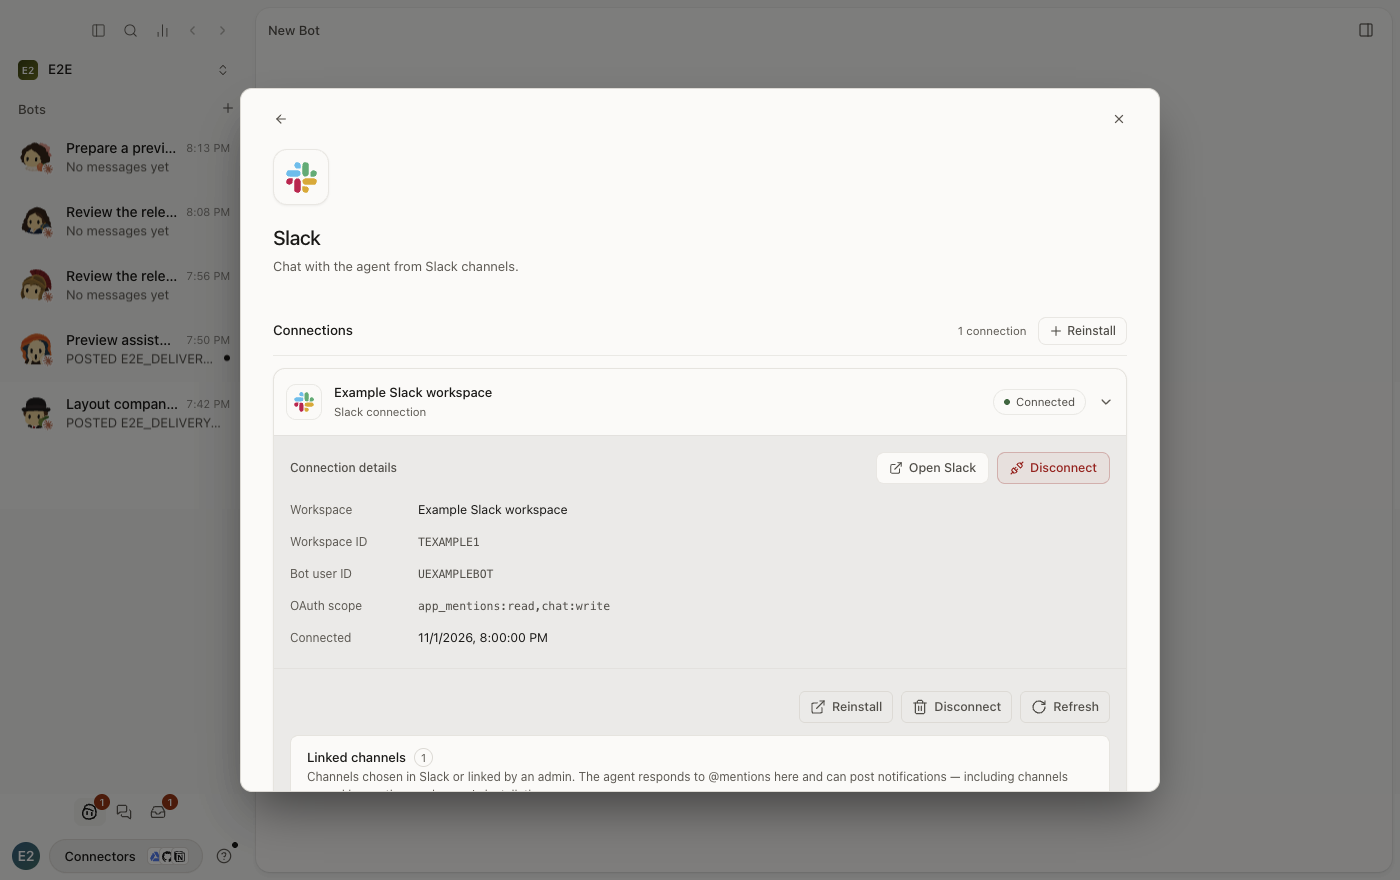 New Bot
E2 E2E
Bots
Prepare a previ... 8:13 PM
No messages yet
Review the rele... 8:08 PM
No messages yet
Review the rele... 7:56 PM
No messages yet
Preview assist... 7:50 PM
POSTED E2E_DELIVER...
Layout compan... 7:42 PM
POSTED E2E_DELIVERY...
1 1
E2 Connectors
Slack
Chat with the agent from Slack channels.
Connections 1 connection Reinstall
Example Slack workspace
Slack connection
Connected
Connection details Open Slack Disconnect
Workspace Example Slack workspace
Workspace ID TEXAMPLE1
Bot user ID UEXAMPLEBOT
OAuth scope app_mentions:read,chat:write
Connected 11/1/2026, 8:00:00 PM
Reinstall Disconnect Refresh
Linked channels 1
Channels chosen in Slack or linked by an admin. The agent responds to @mentions here and can post notifications — including channels